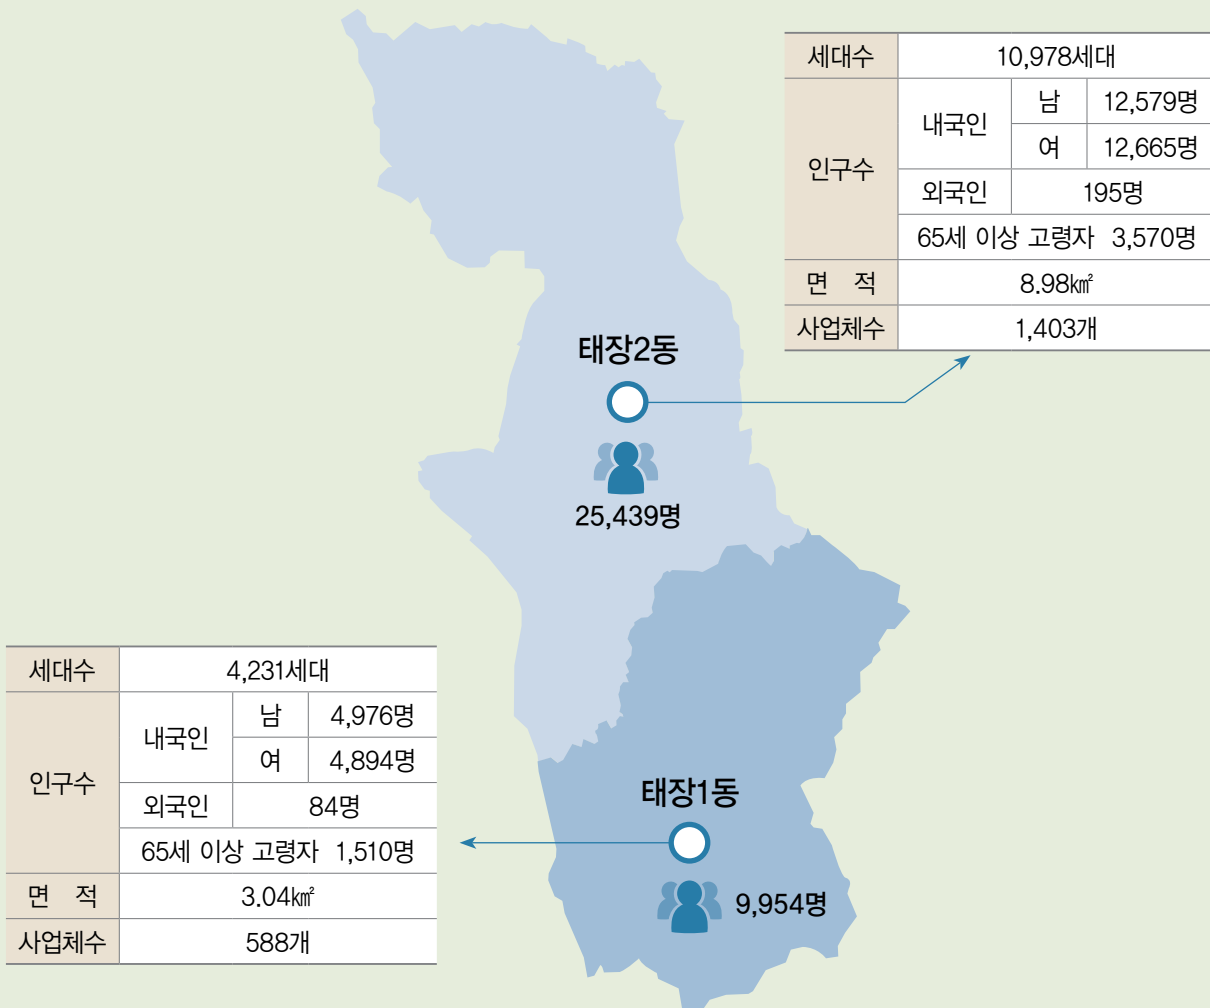 세대수 10,978세대
인구수 내국인 남 12,579명
여 12,665명
외국인 195명
65세 이상 고령자 3,570명
면 적 8.98㎢
사업체수 1,403개
태장2동
25,439명
세대수 4,231세대
인구수 내국인 남 4,976명
여 4,894명
외국인 84명
65세 이상 고령자 1,510명
면 적 3.04㎢
사업체수 588개
태장1동
9,954명